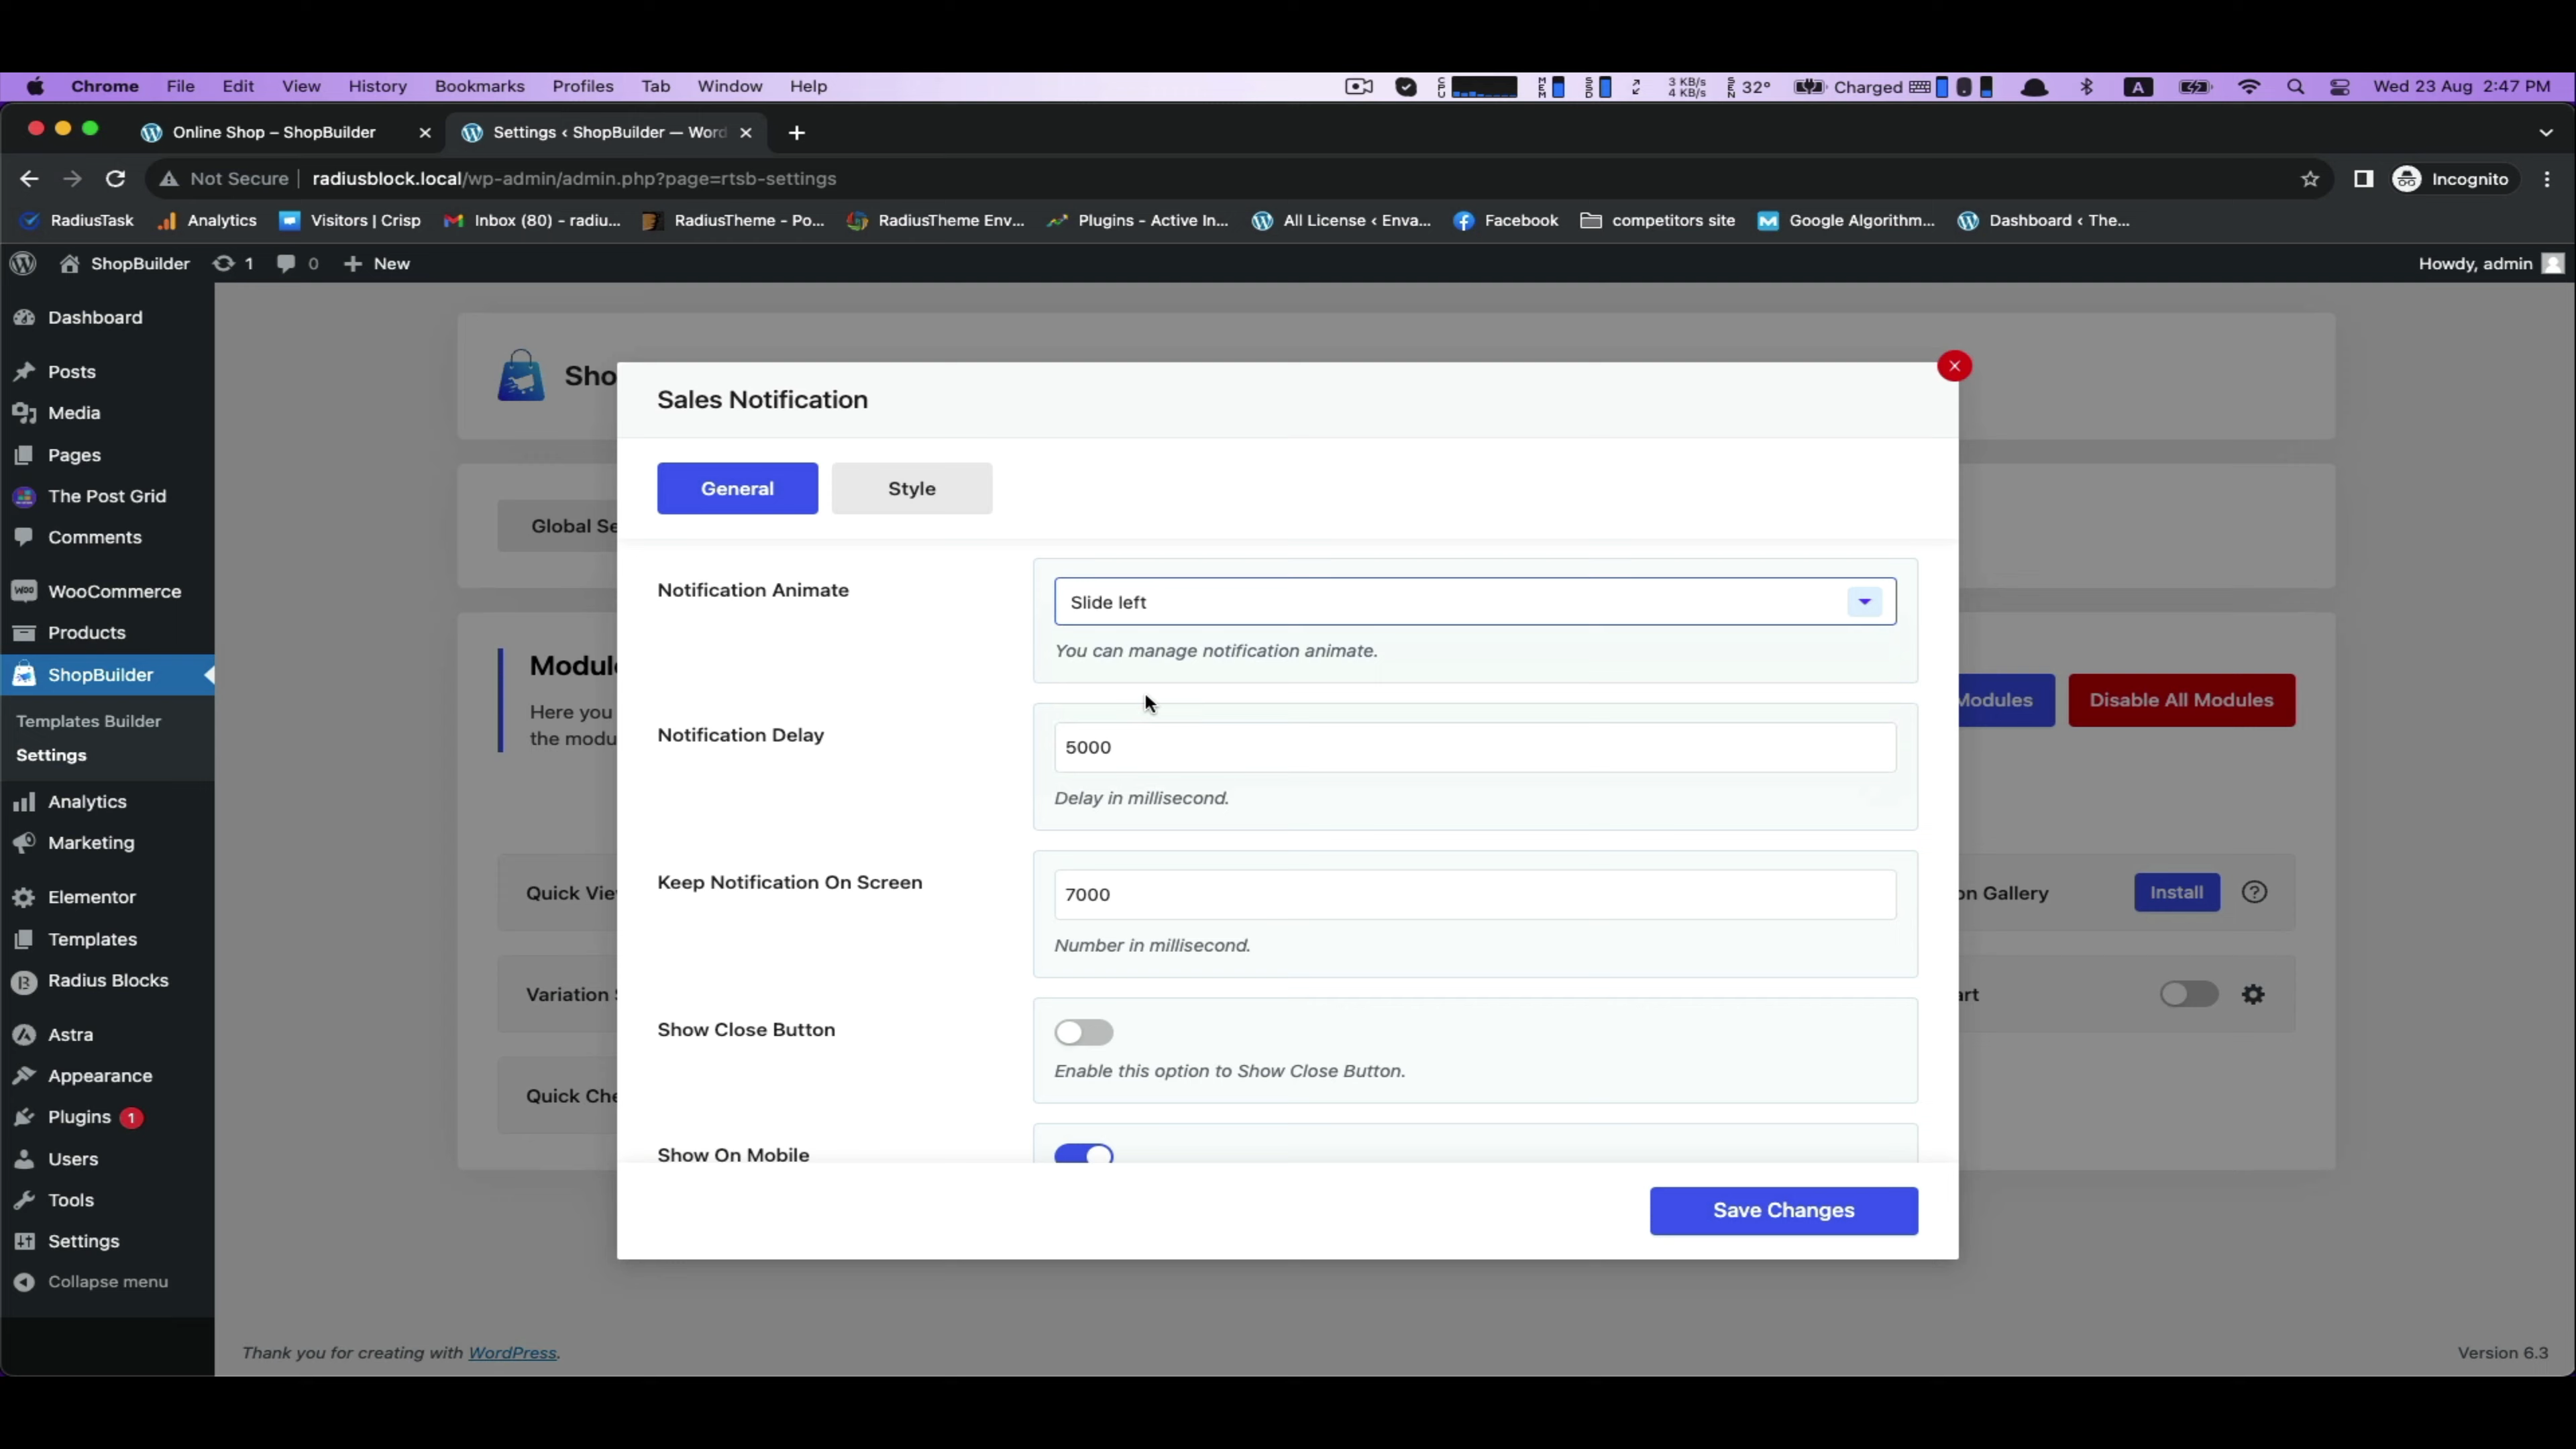 Chrome File Edit View History Bookmarks Profiles Tab Window Help
3 KB/s
4 KB/s
32° Charged A Wed 23 Aug 2:47 PM
Online Shop – ShopBuilder
Settings ‹ ShopBuilder — Word
Not Secure radiusblock.local/wp-admin/admin.php?page=rtsb-settings
Incognito
RadiusTask Analytics Visitors | Crisp Inbox (80) - radiu... RadiusTheme - Po... RadiusTheme Env... Plugins - Active In... All License ‹ Enva... Facebook competitors site Google Algorithm... Dashboard ‹ The...
ShopBuilder 1 0 New
Howdy, admin
Dashboard
Posts
Media
Pages
The Post Grid
Comments
WooCommerce
Products
ShopBuilder
Templates Builder
Settings
Analytics
Marketing
Elementor
Templates
Radius Blocks
Astra
Appearance
Plugins 1
Users
Tools
Settings
Collapse menu
Sho
Global Se
Modul
Here you
the modu
Modules
Disable All Modules
Quick Vie
on Gallery Install ?
Variation S
art
Quick Che
Sales Notification
General Style
Notification Animate
Slide left
You can manage notification animate.
Notification Delay
5000
Delay in millisecond.
Keep Notification On Screen
7000
Number in millisecond.
Show Close Button
Enable this option to Show Close Button.
Show On Mobile
Save Changes
Thank you for creating with WordPress.
Version 6.3